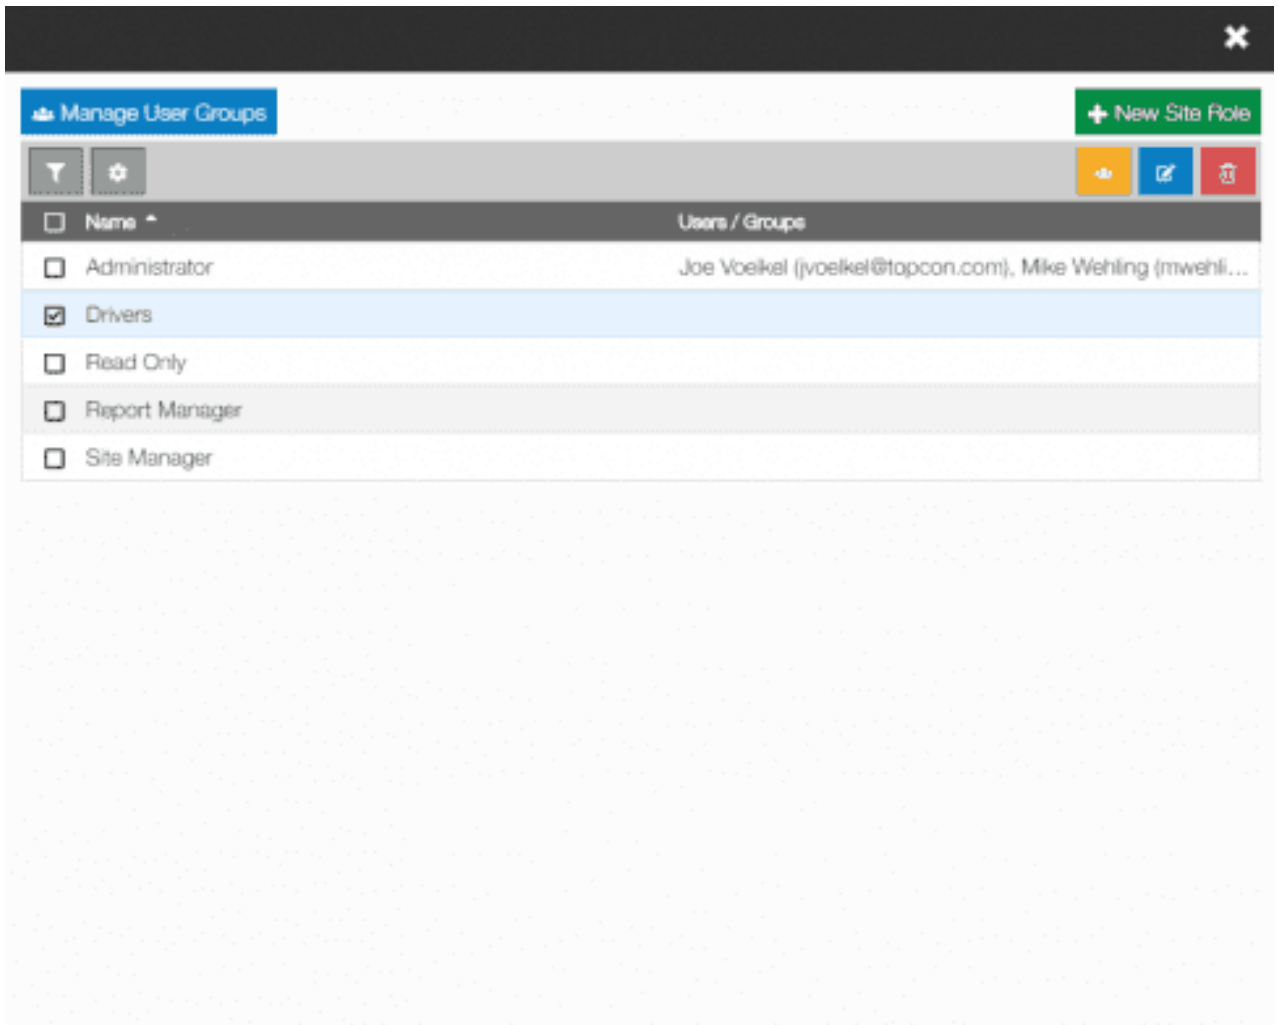 Manage User Groups
New Site Role
Name
Users / Groups
Administrator
Joe Voelkel (jvoelkel@topcon.com), Mike Wehling (mwehli...
Drivers
Read Only
Report Manager
Site Manager